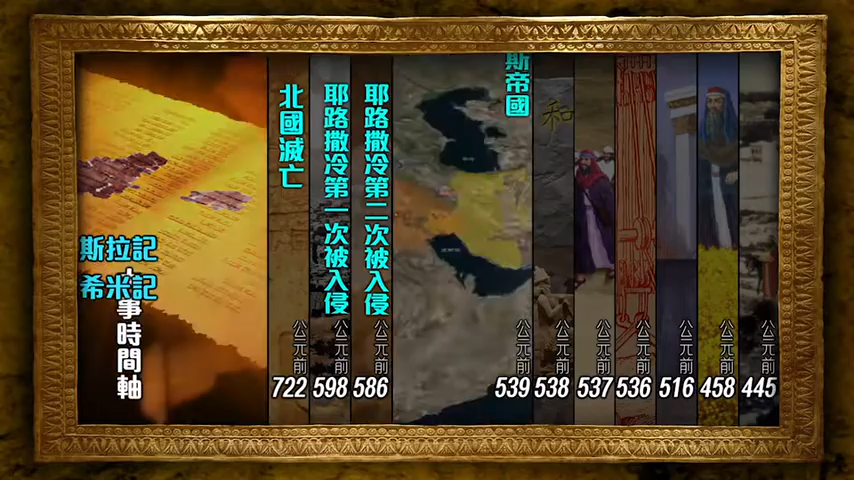 斯拉記
希米記
事時間軸
北國滅亡
公元前
722
耶路撒冷第一次被入侵
公元前
598
耶路撒冷第二次被入侵
公元前
586
斯帝國
公元前
539
和
公元前
538
公元前
537
公元前
536
公元前
516
公元前
458
公元前
445